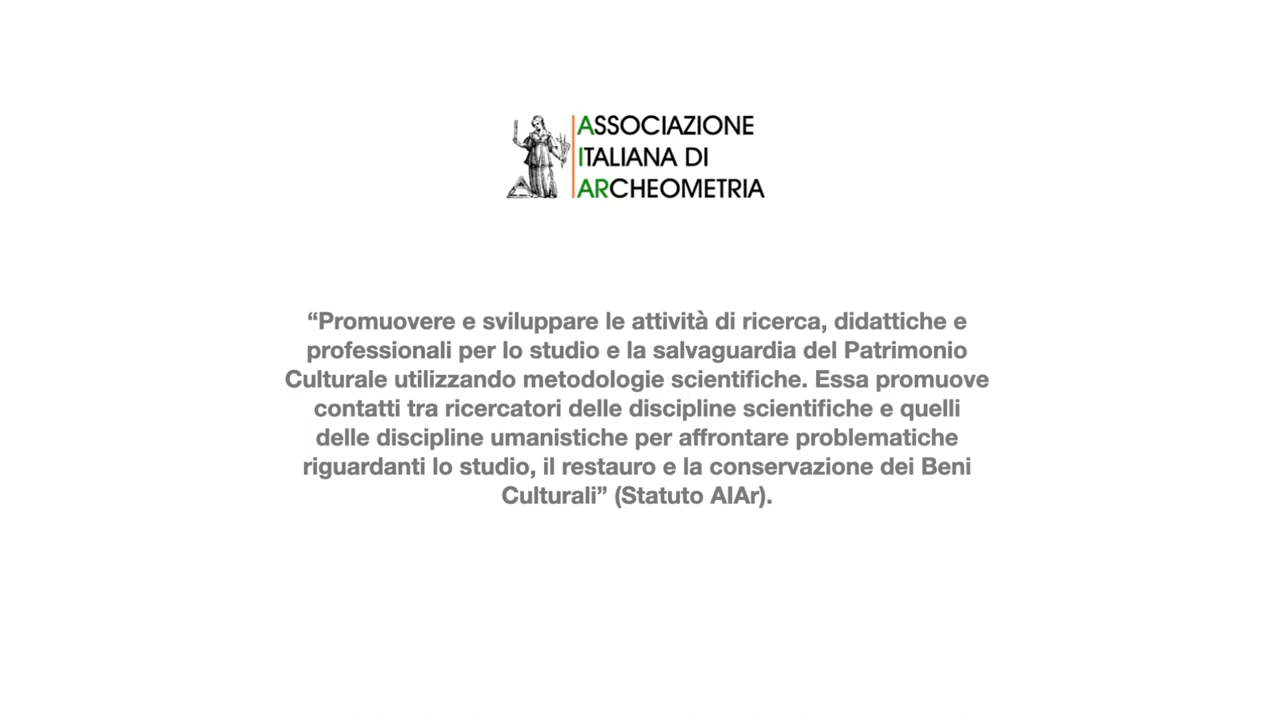 ASSOCIAZIONE
ITALIANA DI
ARCHEOMETRIA
“Promuovere e sviluppare le attività di ricerca, didattiche e
professionali per lo studio e la salvaguardia del Patrimonio
Culturale utilizzando metodologie scientifiche. Essa promuove
contatti tra ricercatori delle discipline scientifiche e quelli
delle discipline umanistiche per affrontare problematiche
riguardanti lo studio, il restauro e la conservazione dei Beni
Culturali” (Statuto AIAr).